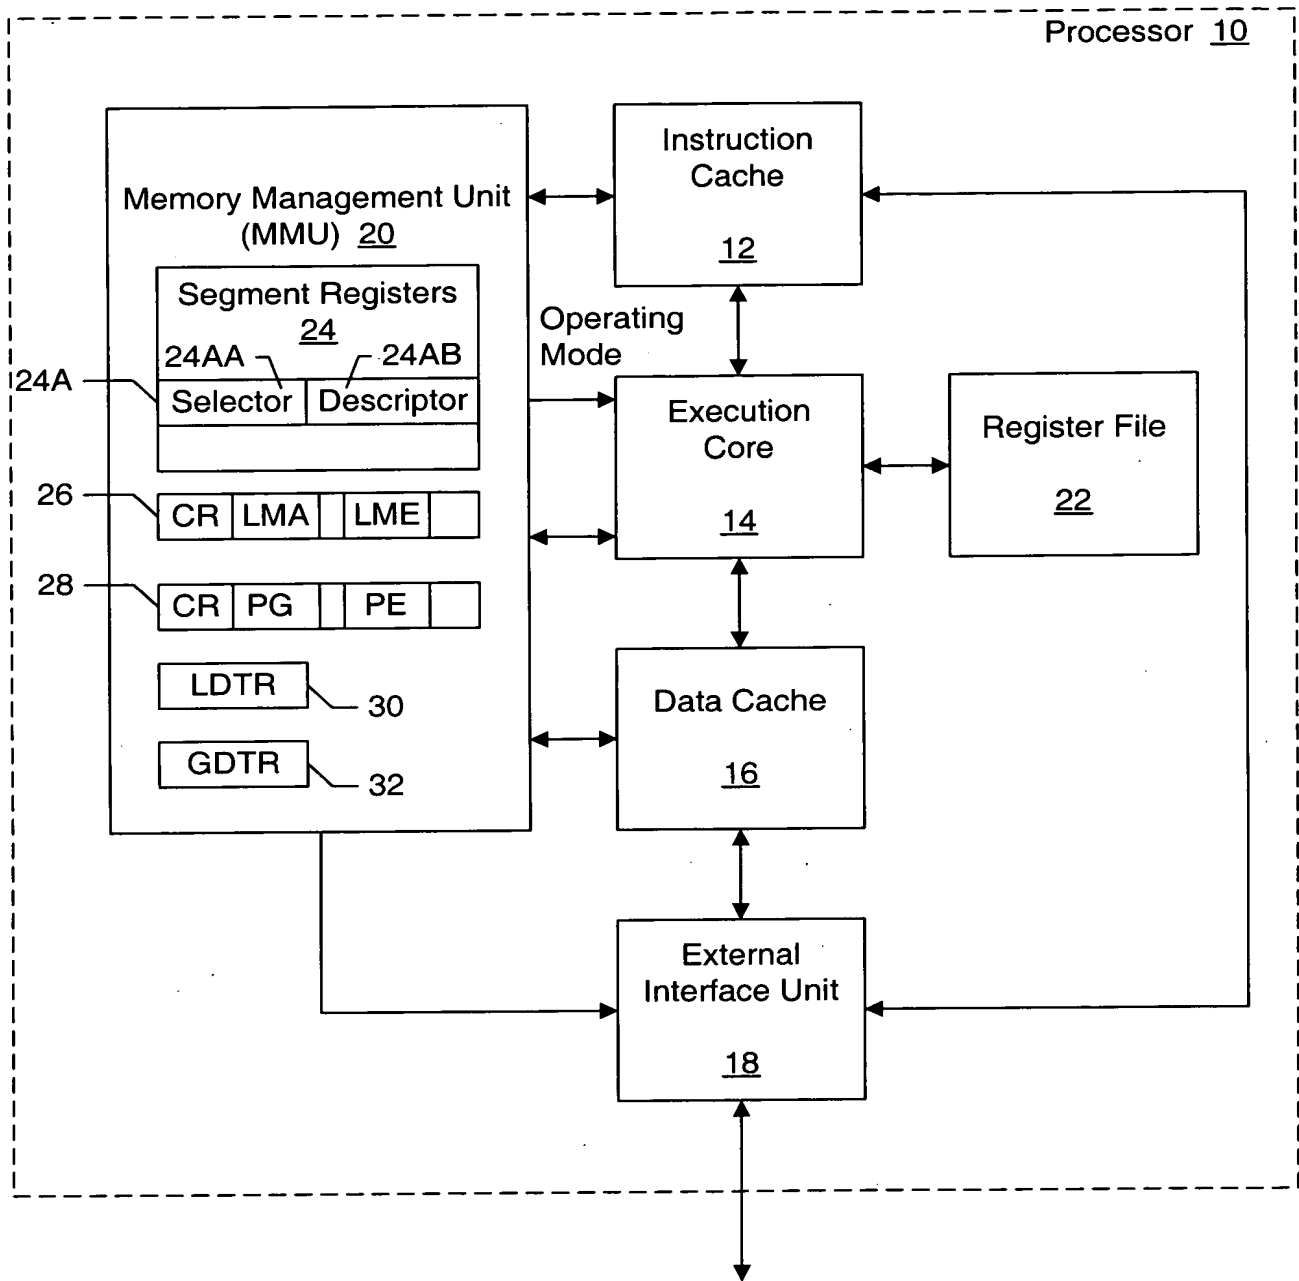 Processor 10
Instruction
Cache
12
Memory Management Unit
(MMU) 20
Segment Registers
24
24AA
24AB
24A
Selector
Descriptor
Operating
Mode
Execution
Core
14
Register File
22
26
CR
LMA
LME
28
CR
PG
PE
LDTR
30
GDTR
32
Data Cache
16
External
Interface Unit
18